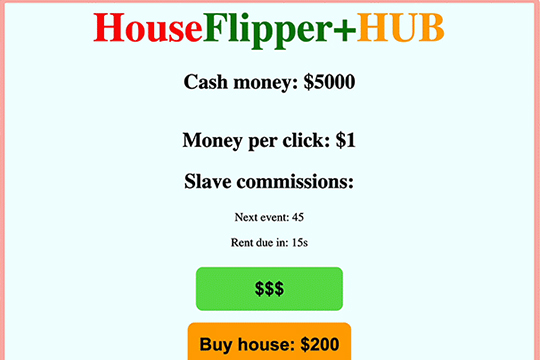 HouseFlipper+HUB
Cash money: $5000
Money per click: $1
Slave commissions:
Next event: 45
Rent due in: 15s
$$$
Buy house: $200